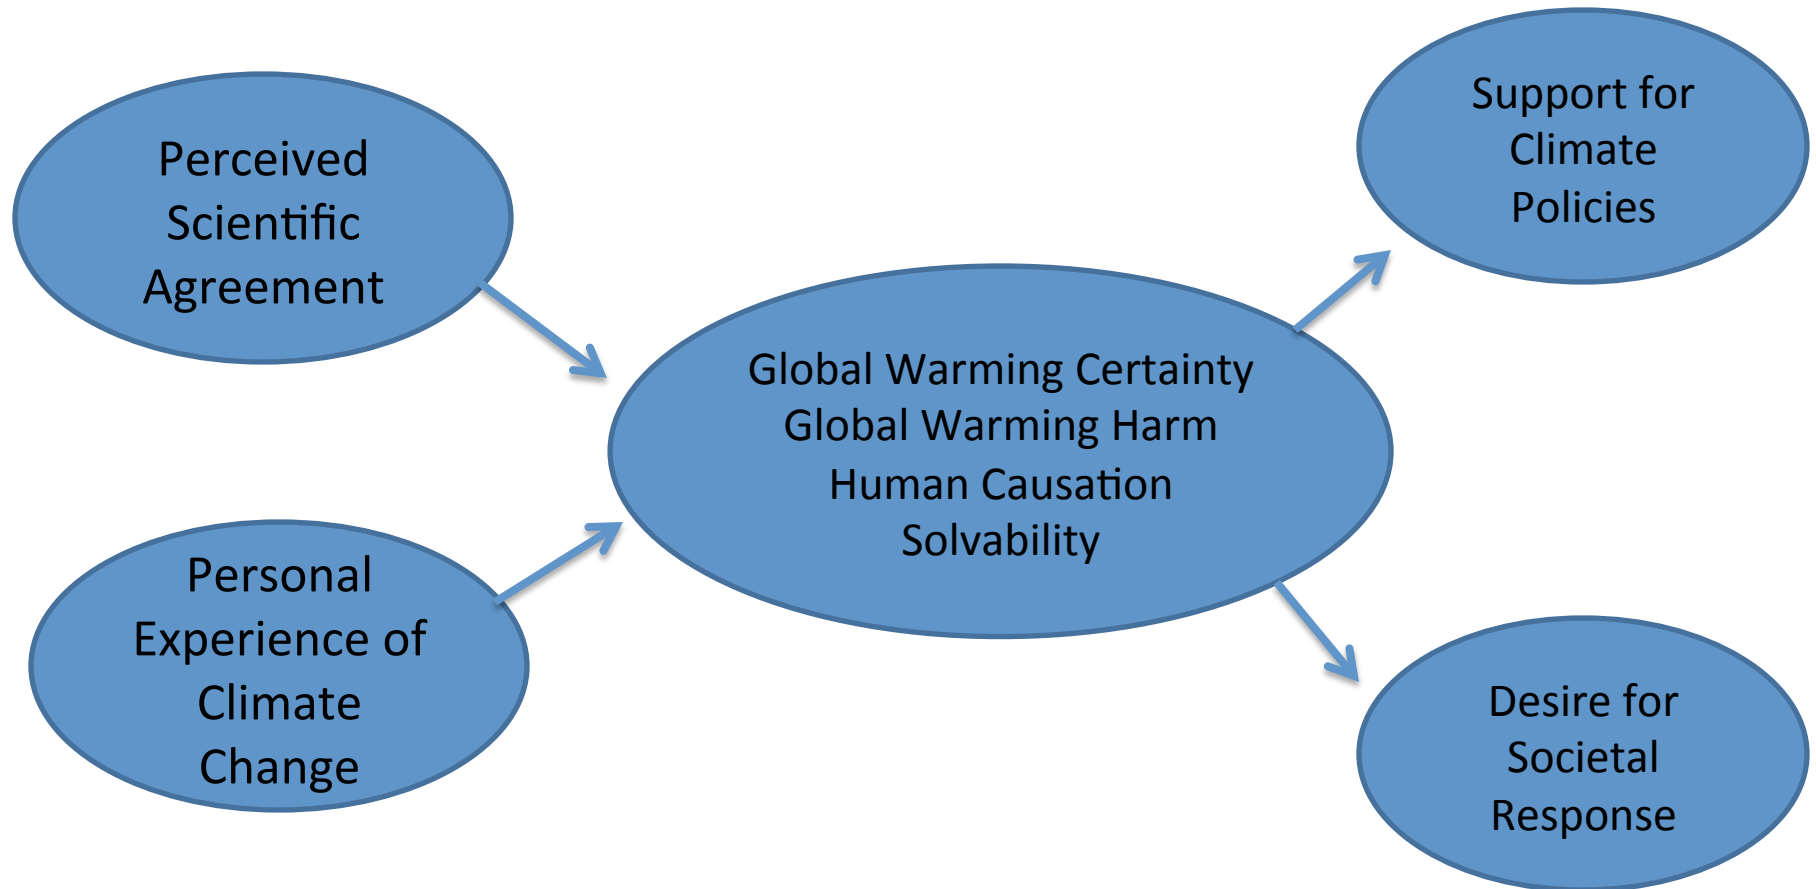 Perceived
Scientific
Agreement
Personal
Experience of
Climate
Change
Global Warming Certainty
Global Warming Harm
Human Causation
Solvability
Support for
Climate
Policies
Desire for
Societal
Response